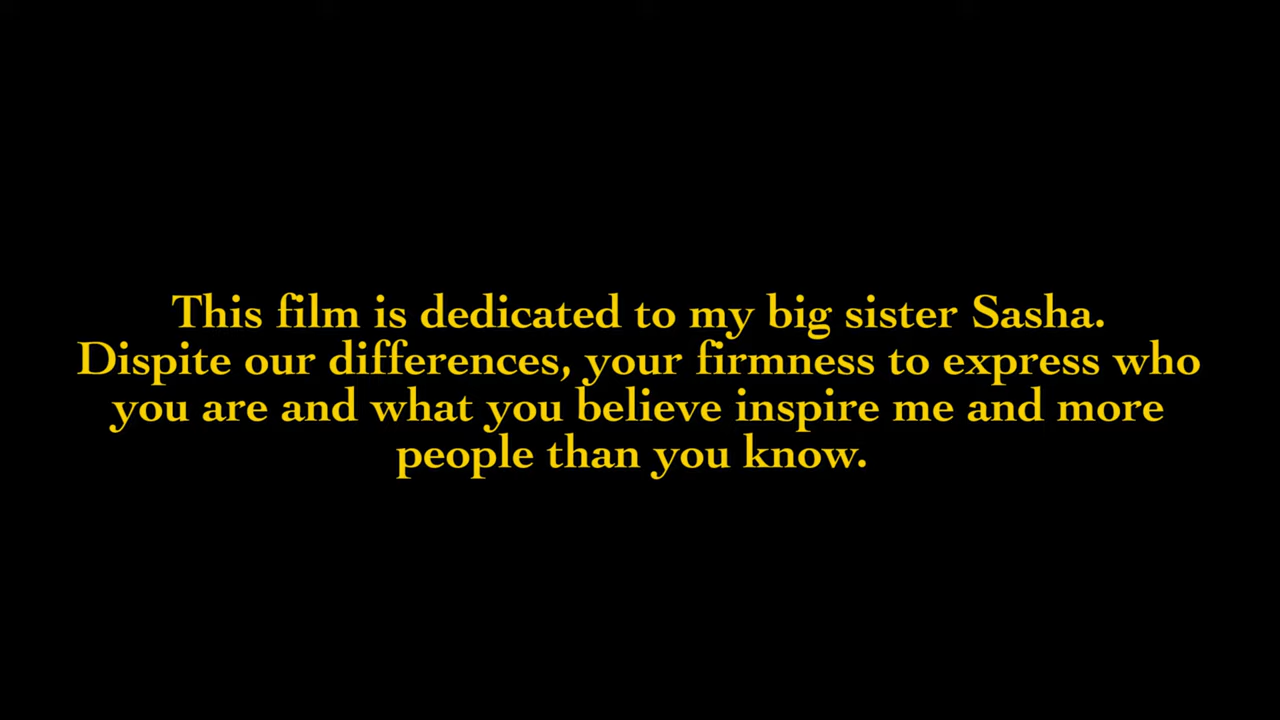 This film is dedicated to my big sister Sasha.
Dispite our differences, your firmness to express who
you are and what you believe inspire me and more
people than you know.